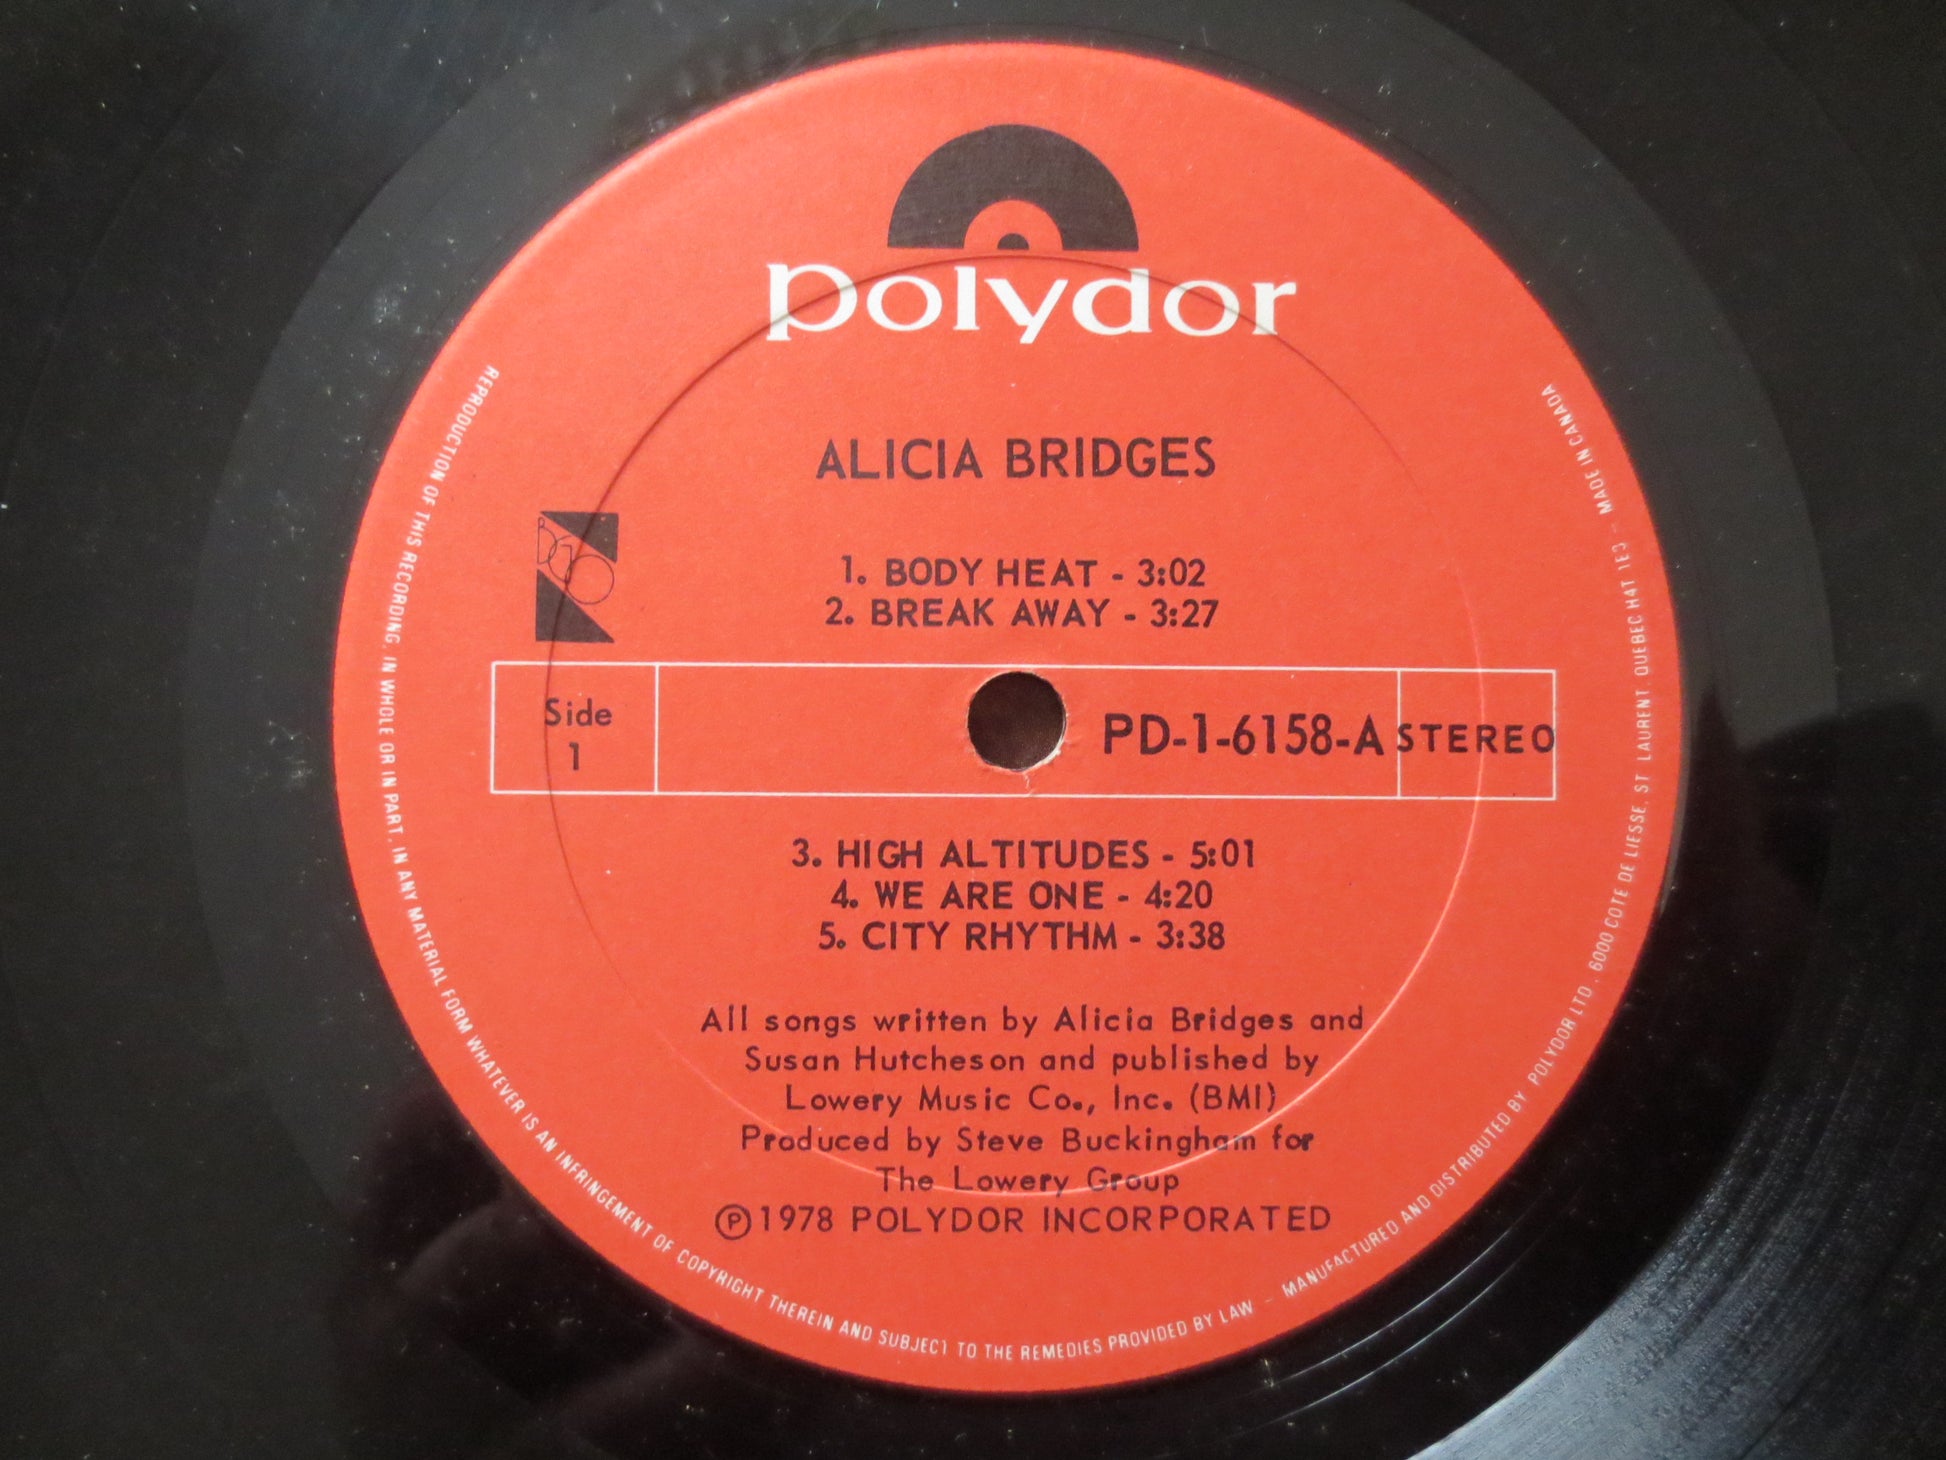 polydor
ALICIA BRIDGES
1. BODY HEAT - 3:02
2. BREAK AWAY - 3:27
Side
1
PD-1-6158-A
STEREO
3. HIGH ALTITUDES - 5:01
4. WE ARE ONE - 4:20
5. CITY RHYTHM - 3:38
All songs written by Alicia Bridges and
Susan Hutcheson and published by
Lowery Music Co., Inc. (BMI)
Produced by Steve Buckingham for
The Lowery Group
Ⓟ1978 POLYDOR INCORPORATED
REPRODUCTION OF THIS RECORDING, IN WHOLE OR IN PART, IN ANY MATERIAL FORM WHATEVER IS AN INFRINGEMENT OF COPYRIGHT THEREIN AND SUBJECT TO THE REMEDIES PROVIDED BY LAW - MANUFACTURED AND DISTRIBUTED BY POLYDOR LTD, 6000 COTE DE LIESSE, ST LAURENT, QUEBEC H4T 1E3 - MADE IN CANADA